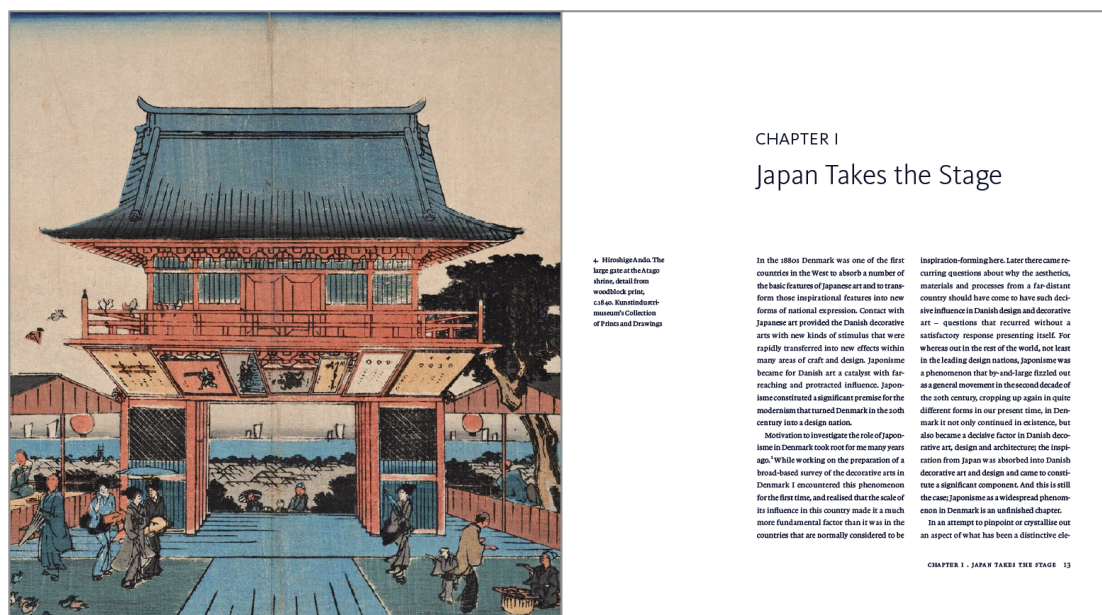 CHAPTER I
Japan Takes the Stage
4. Hiroshige Ando. The
large gate at the Atago
shrine, detail from
woodblock print,
c.1840. Kunstindustri-
museum's Collection
of Prints and Drawings
In the 1880s Denmark was one of the first
countries in the West to absorb a number of
the basic features of Japanese art and to trans-
form those inspirational features into new
forms of national expression. Contact with
Japanese art provided the Danish decorative
arts with new kinds of stimulus that were
rapidly transferred into new effects within
many areas of craft and design. Japonisme
became for Danish art a catalyst with far-
reaching and protracted influence. Japon-
isme constituted a significant premise for the
modernism that turned Denmark in the 20th
century into a design nation.
Motivation to investigate the role of Japon-
isme in Denmark took root for me many years
ago.1 While working on the preparation of a
broad-based survey of the decorative arts in
Denmark I encountered this phenomenon
for the first time, and realised that the scale of
its influence in this country made it a much
more fundamental factor than it was in the
countries that are normally considered to be
inspiration-forming here. Later there came re-
curring questions about why the aesthetics,
materials and processes from a far-distant
country should have come to have such deci-
sive influence in Danish design and decorative
art – questions that recurred without a
satisfactory response presenting itself. For
whereas out in the rest of the world, not least
in the leading design nations, Japonisme was
a phenomenon that by-and-large fizzled out
as a general movement in the second decade of
the 20th century, cropping up again in quite
different forms in our present time, in Den-
mark it not only continued in existence, but
also became a decisive factor in Danish deco-
rative art, design and architecture; the inspi-
ration from Japan was absorbed into Danish
decorative art and design and came to consti-
tute a significant component. And this is still
the case; Japonisme as a widespread phenom-
enon in Denmark is an unfinished chapter.
In an attempt to pinpoint or crystallise out
an aspect of what has been a distinctive ele-
CHAPTER I . JAPAN TAKES THE STAGE 13